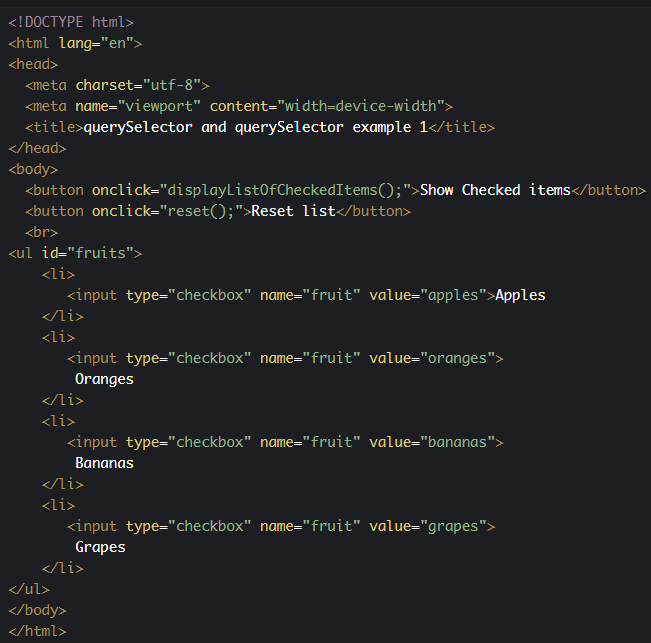 <!DOCTYPE html>
<html lang="en">
<head>
  <meta charset="utf-8">
  <meta name="viewport" content="width=device-width">
  <title>querySelector and querySelector example 1</title>
</head>
<body>
  <button onclick="displayListOfCheckedItems();">Show Checked items</button>
  <button onclick="reset();">Reset list</button>
  <br>
<ul id="fruits">
    <li>
       <input type="checkbox" name="fruit" value="apples">Apples
    </li>
    <li>
       <input type="checkbox" name="fruit" value="oranges">
        Oranges
    </li>
    <li>
       <input type="checkbox" name="fruit" value="bananas">
        Bananas
    </li>
    <li>
       <input type="checkbox" name="fruit" value="grapes">
        Grapes
    </li>
</ul>
</body>
</html>